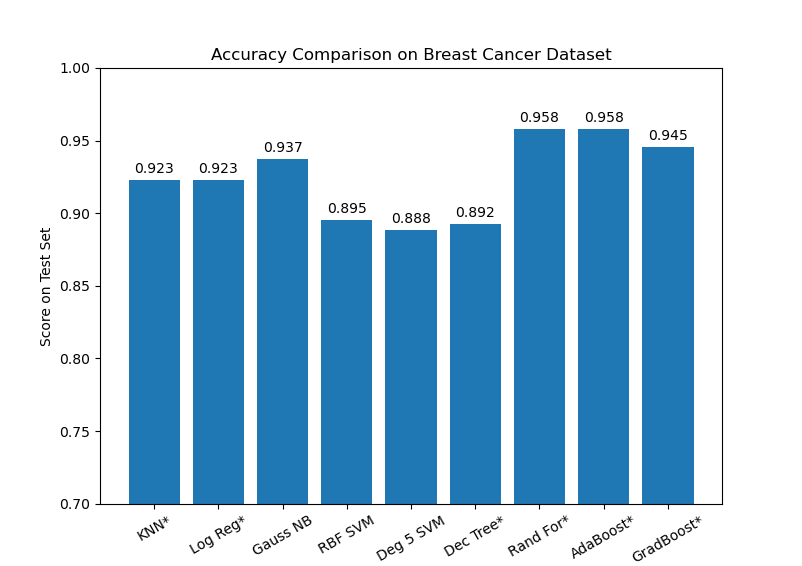 Accuracy Comparison on Breast Cancer Dataset
1.00
0.95
0.90
0.85
0.80
0.75
0.70
Score on Test Set
0.923
0.923
0.937
0.895
0.888
0.892
0.958
0.958
0.945
KNN*
Log Reg*
Gauss NB
RBF SVM
Deg 5 SVM
Dec Tree*
Rand For*
AdaBoost*
GradBoost*